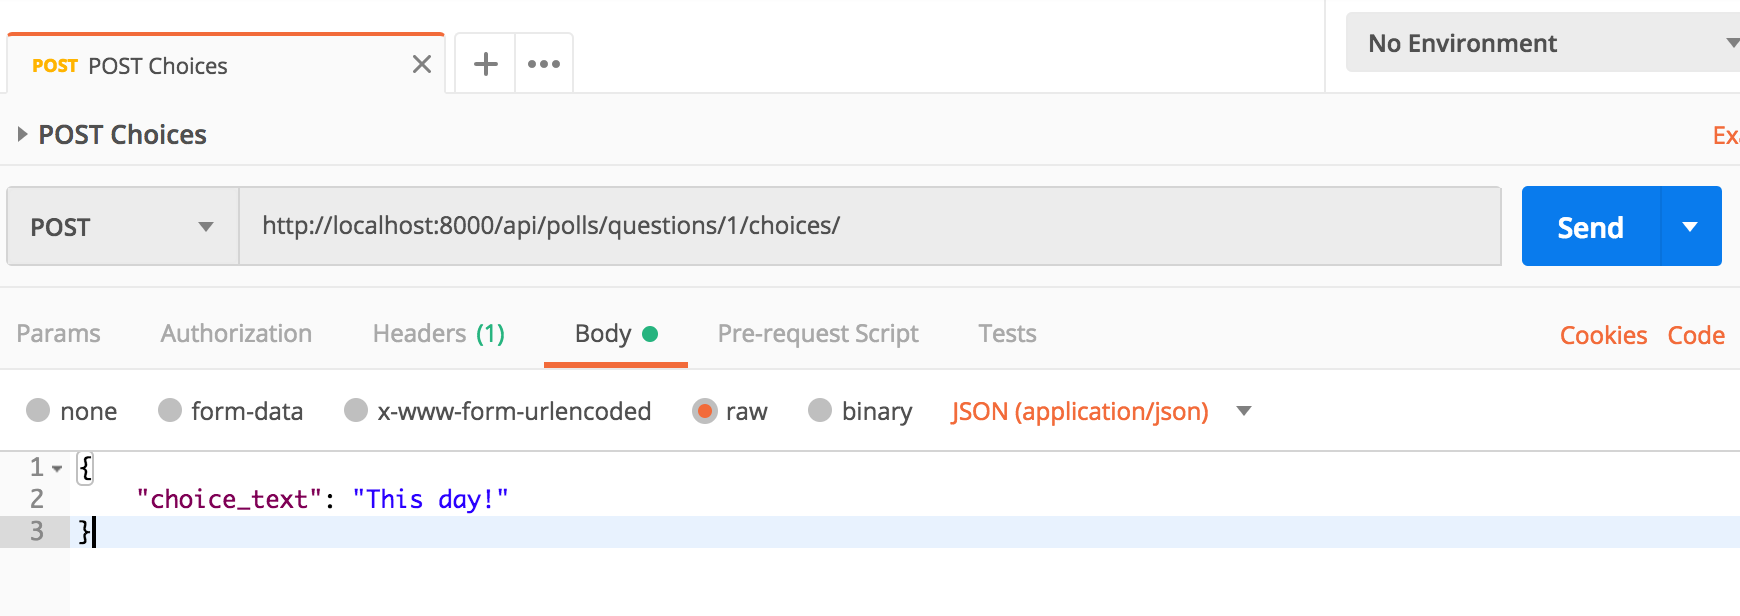 POST POST Choices
No Environment
POST Choices
POST http://localhost:8000/api/polls/questions/1/choices/ Send
Params Authorization Headers (1) Body Pre-request Script Tests Cookies Code
none form-data x-www-form-urlencoded raw binary JSON (application/json)
1 {
2 "choice_text": "This day!"
3 }